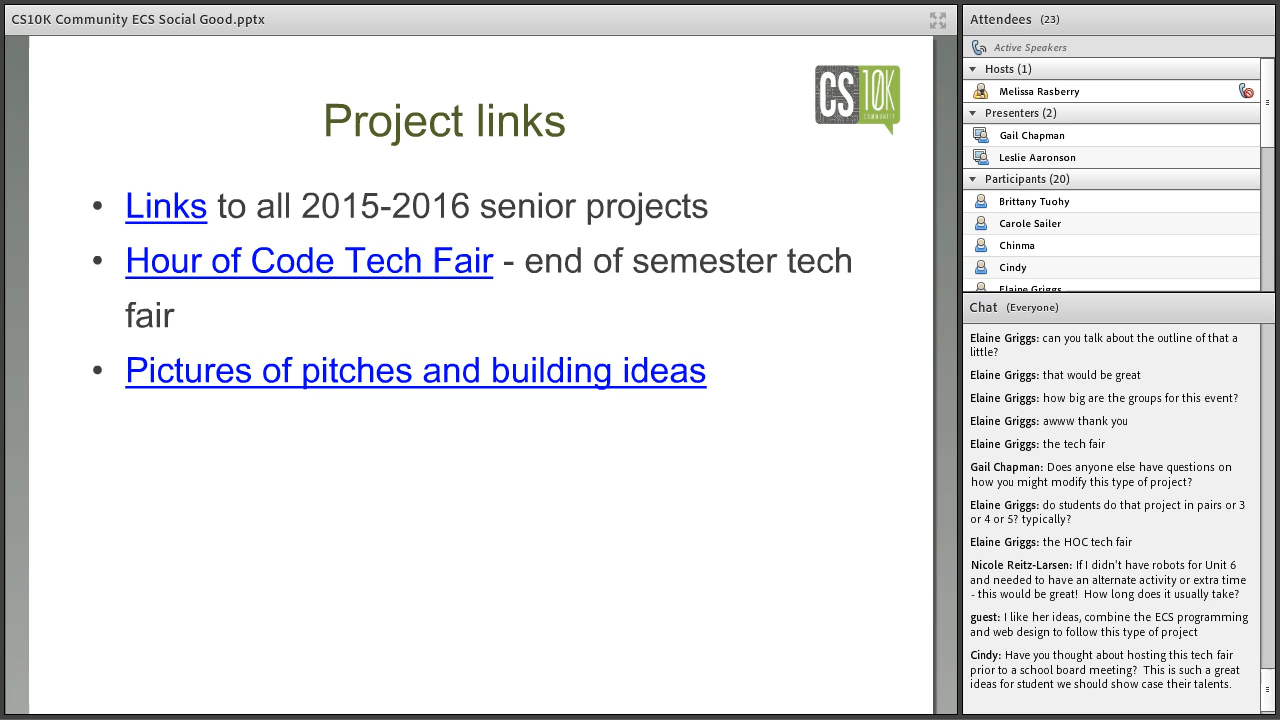 CS10K Community ECS Social Good.pptx
CS 10K
COMMUNITY
Project links
• Links to all 2015-2016 senior projects
• Hour of Code Tech Fair - end of semester tech
fair
• Pictures of pitches and building ideas
Attendees (23)
Active Speakers
Hosts (1)
Melissa Rasberry
Presenters (2)
Gail Chapman
Leslie Aaronson
Participants (20)
Brittany Tuohy
Carole Sailer
Chinma
Cindy
Elaine Griggs
Chat (Everyone)
Elaine Griggs: can you talk about the outline of that a
little?
Elaine Griggs: that would be great
Elaine Griggs: how big are the groups for this event?
Elaine Griggs: awww thank you
Elaine Griggs: the tech fair
Gail Chapman: Does anyone else have questions on
how you might modify this type of project?
Elaine Griggs: do students do that project in pairs or 3
or 4 or 5? typically?
Elaine Griggs: the HOC tech fair
Nicole Reitz-Larsen: If I didn't have robots for Unit 6
and needed to have an alternate activity or extra time
- this would be great! How long does it usually take?
guest: I like her ideas, combine the ECS programming
and web design to follow this type of project
Cindy: Have you thought about hosting this tech fair
prior to a school board meeting? This is such a great
ideas for student we should show case their talents.